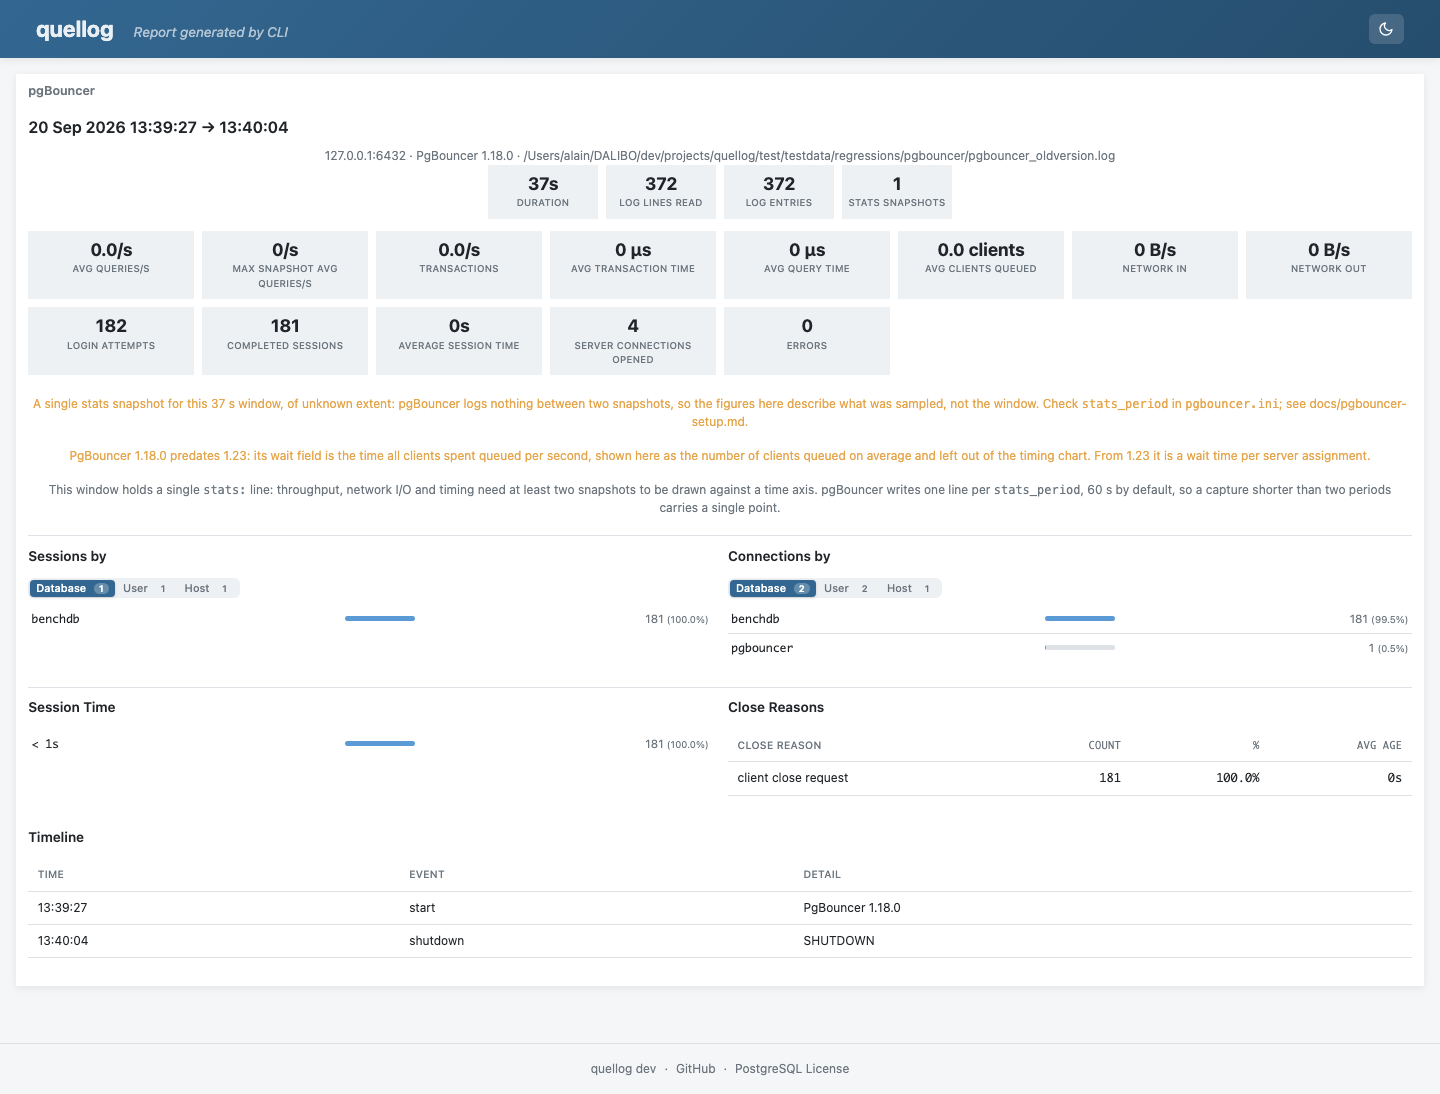 quellog Report generated by CLI
pgBouncer
20 Sep 2026 13:39:27 → 13:40:04
127.0.0.1:6432 · PgBouncer 1.18.0 · /Users/alain/DALIBO/dev/projects/quellog/test/testdata/regressions/pgbouncer/pgbouncer_oldversion.log
37s 372 372 1
DURATION LOG LINES READ LOG ENTRIES STATS SNAPSHOTS
0.0/s 0/s 0.0/s 0 µs 0 µs 0.0 clients 0 B/s 0 B/s
AVG QUERIES/S MAX SNAPSHOT AVG TRANSACTIONS AVG TRANSACTION TIME AVG QUERY TIME AVG CLIENTS QUEUED NETWORK IN NETWORK OUT
QUERIES/S
182 181 0s 4 0
LOGIN ATTEMPTS COMPLETED SESSIONS AVERAGE SESSION TIME SERVER CONNECTIONS ERRORS
OPENED
A single stats snapshot for this 37 s window, of unknown extent: pgBouncer logs nothing between two snapshots, so the figures here describe what was sampled, not the window. Check stats_period in pgbouncer.ini; see docs/pgbouncer-
setup.md.
PgBouncer 1.18.0 predates 1.23: its wait field is the time all clients spent queued per second, shown here as the number of clients queued on average and left out of the timing chart. From 1.23 it is a wait time per server assignment.
This window holds a single stats: line: throughput, network I/O and timing need at least two snapshots to be drawn against a time axis. pgBouncer writes one line per stats_period, 60 s by default, so a capture shorter than two periods
carries a single point.
Sessions by
Database 1 User 1 Host 1
benchdb 181 (100.0%)
Connections by
Database 2 User 2 Host 1
benchdb 181 (99.5%)
pgbouncer 1 (0.5%)
Session Time
< 1s 181 (100.0%)
Close Reasons
CLOSE REASON COUNT % AVG AGE
client close request 181 100.0% 0s
Timeline
TIME EVENT DETAIL
13:39:27 start PgBouncer 1.18.0
13:40:04 shutdown SHUTDOWN
quellog dev · GitHub · PostgreSQL License